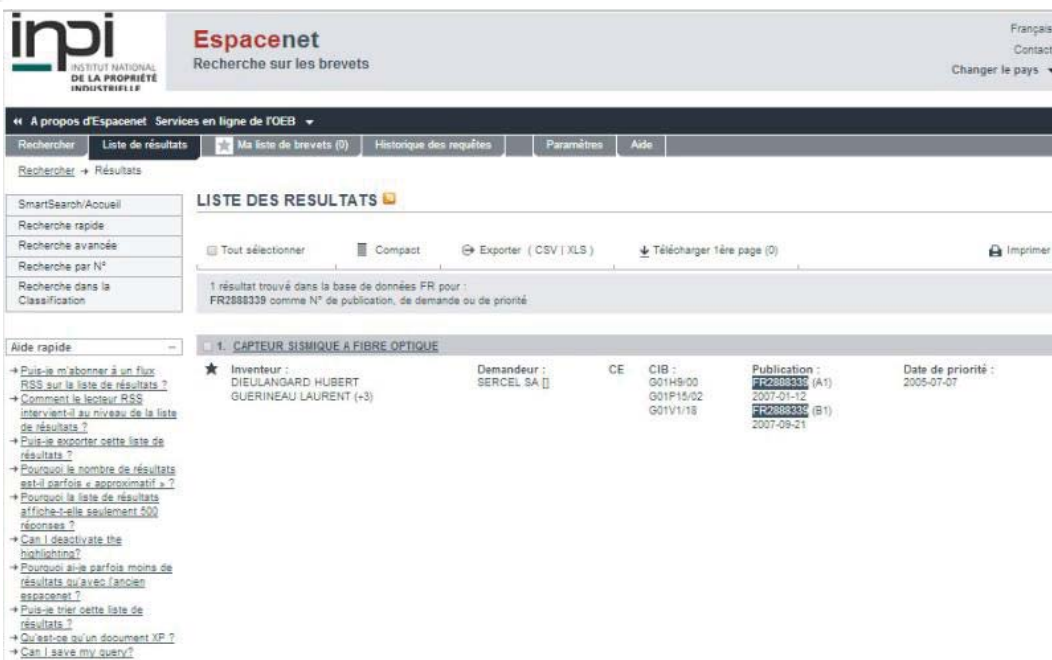 inpi
INSTITUT NATIONAL
DE LA PROPRIÉTÉ
INDUSTRIELLE
Espacenet
Recherche sur les brevets
Français
Contact
Changer le pays
A propos d'Espacenet Services en ligne de l'OEB
Rechercher Liste de résultats Ma liste de brevets (0) Historique des requêtes Paramètres Aide
Rechercher → Résultats
SmartSearch/Accueil
Recherche rapide
Recherche avancée
Recherche par N°
Recherche dans la
Classification
LISTE DES RESULTATS
Tout sélectionner Compact Exporter ( CSV | XLS ) Télécharger 1ère page (0) Imprimer
1 résultat trouvé dans la base de données FR pour :
FR2888339 comme N° de publication, de demande ou de priorité
1. CAPTEUR SISMIQUE A FIBRE OPTIQUE
Inventeur : Demandeur : CE CIB : Publication : Date de priorité :
DIEULANGARD HUBERT SERCEL SA [] G01H9/00 FR2888339 (A1) 2005-07-07
GUERINEAU LAURENT (+3) G01P15/02 2007-01-12
G01V1/18 FR2888339 (B1)
2007-09-21
Aide rapide –
→ Puis-je m'abonner à un flux
RSS sur la liste de résultats ?
→ Comment le lecteur RSS
intervient-il au niveau de la liste
de résultats ?
→ Puis-je exporter cette liste de
résultats ?
→ Pourquoi le nombre de résultats
est-il parfois « approximatif » ?
→ Pourquoi la liste de résultats
affiche-t-elle seulement 500
réponses ?
→ Can I deactivate the
highlighting?
→ Pourquoi ai-je parfois moins de
résultats qu'avec l'ancien
espacenet ?
→ Puis-je trier cette liste de
résultats ?
→ Qu'est-ce qu'un document XP ?
→ Can I save my query?